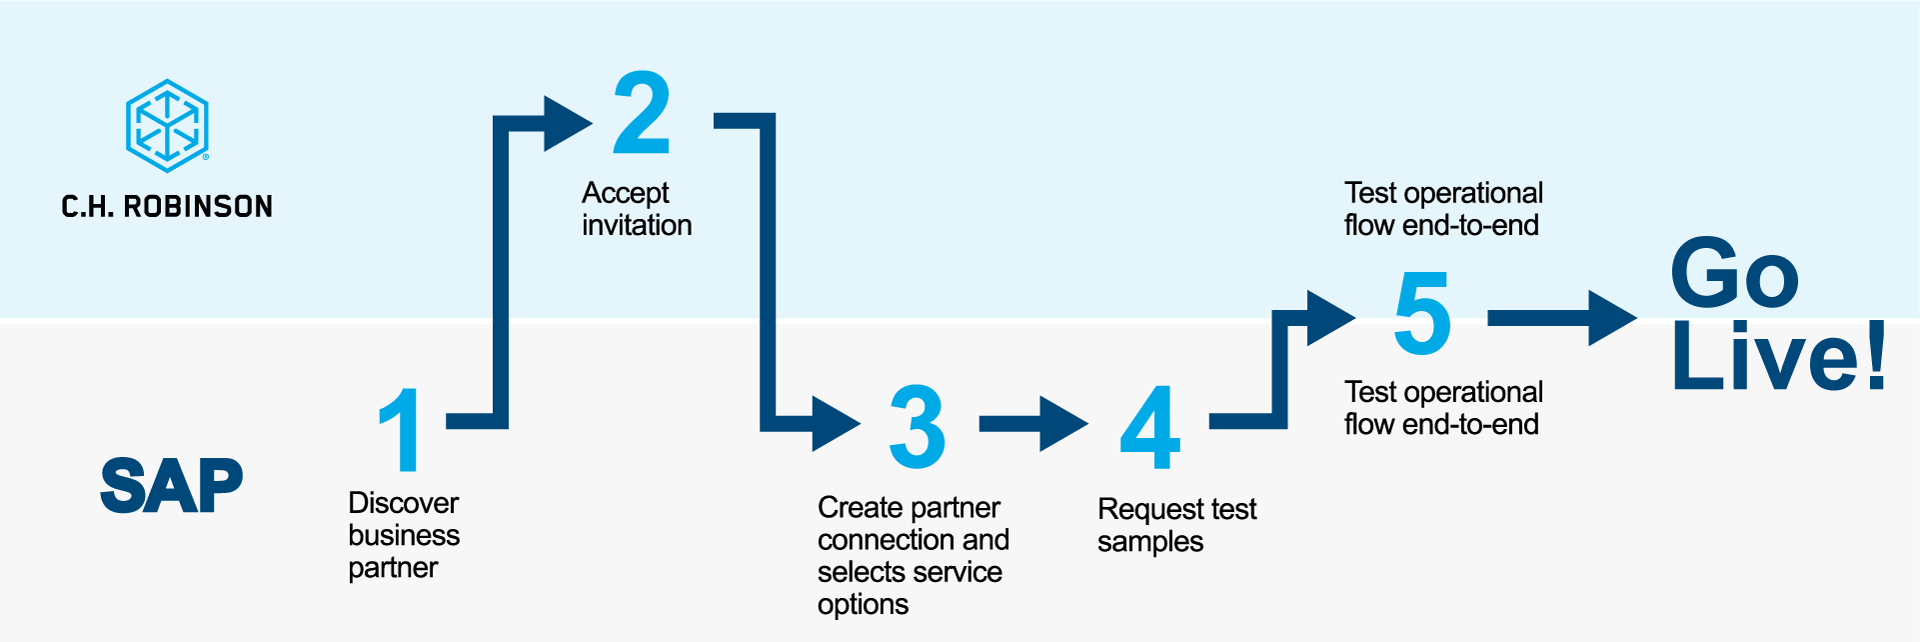 C.H. ROBINSON
®
2
Accept
invitation
SAP
1
Discover
business
partner
3
Create partner
connection and
selects service
options
4
Request test
samples
Test operational
flow end-to-end
5
Test operational
flow end-to-end
Go
Live!